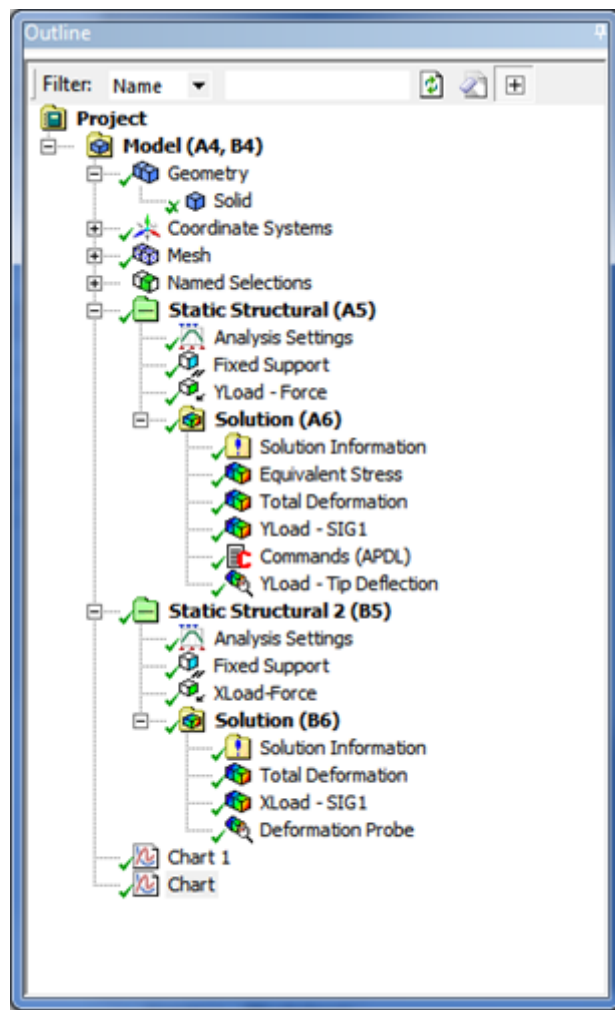 Outline
Filter: Name
Project
Model (A4, B4)
Geometry
Solid
Coordinate Systems
Mesh
Named Selections
Static Structural (A5)
Analysis Settings
Fixed Support
YLoad - Force
Solution (A6)
Solution Information
Equivalent Stress
Total Deformation
YLoad - SIG1
Commands (APDL)
YLoad - Tip Deflection
Static Structural 2 (B5)
Analysis Settings
Fixed Support
XLoad-Force
Solution (B6)
Solution Information
Total Deformation
XLoad - SIG1
Deformation Probe
Chart 1
Chart